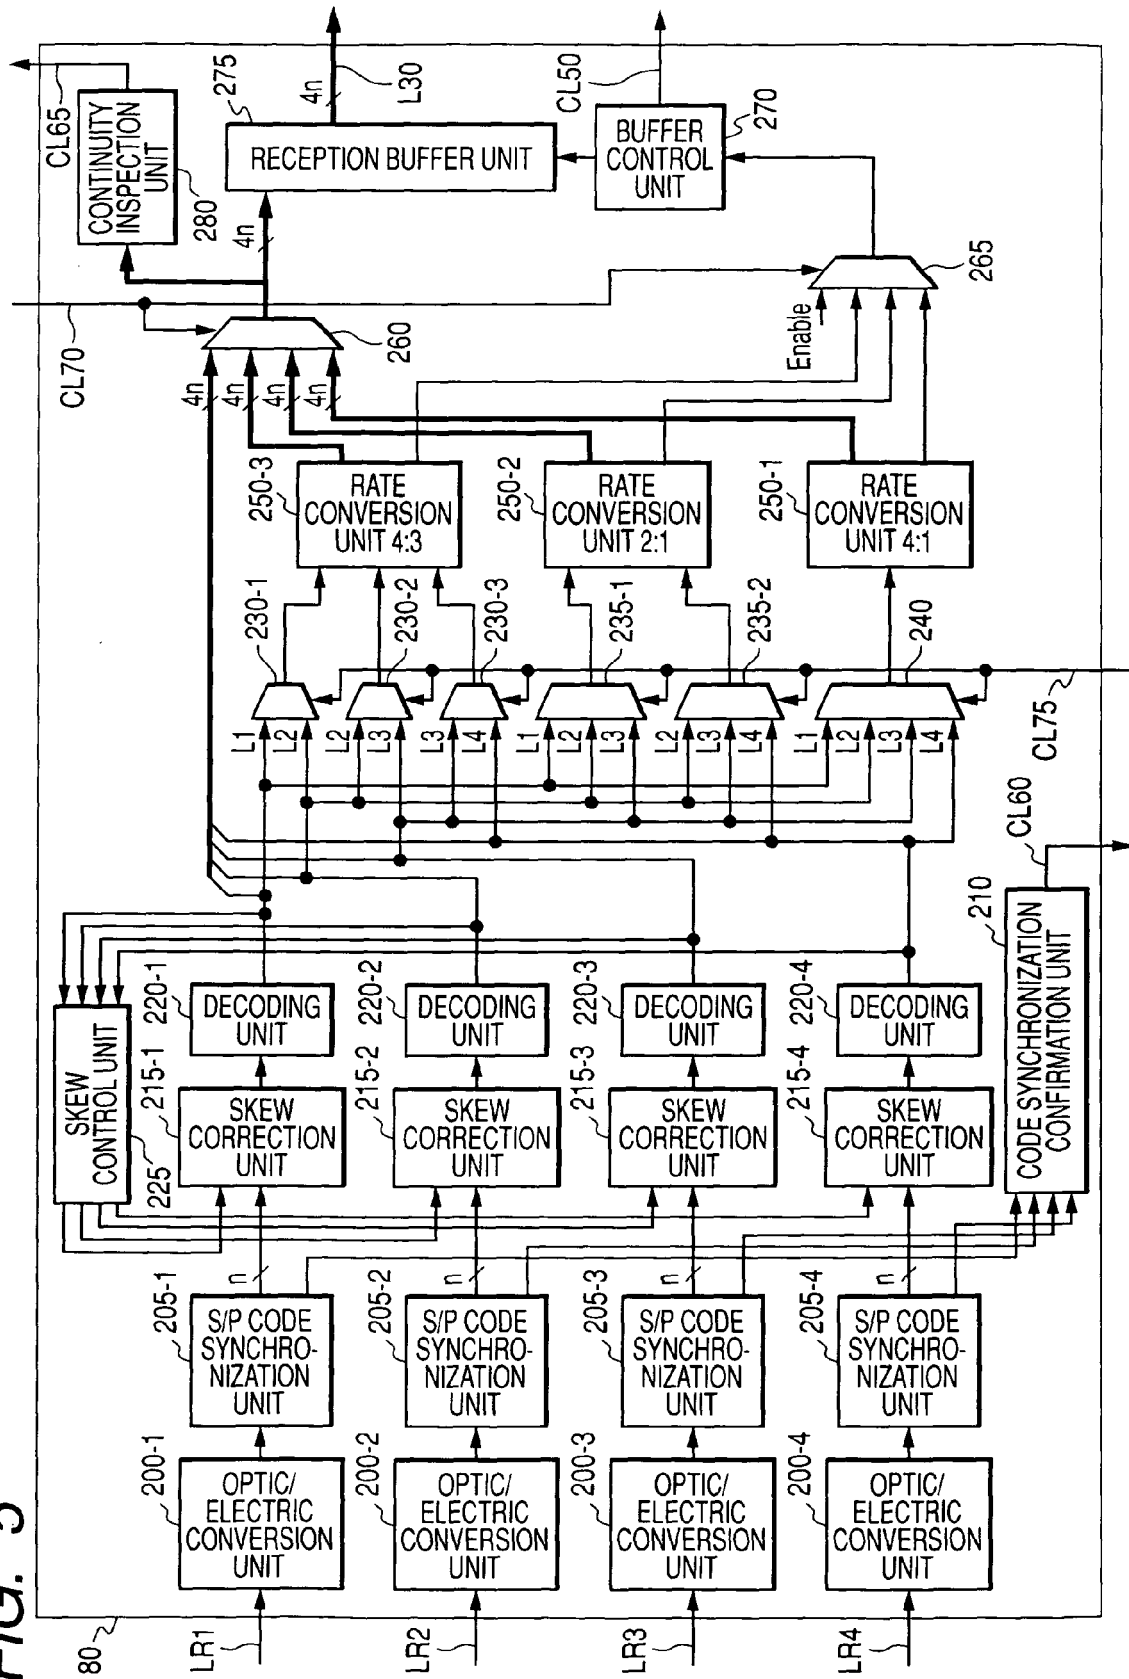 FIG. 5
80
LR1
LR2
LR3
LR4
200-1
OPTIC/
ELECTRIC
CONVERSION
UNIT
200-2
OPTIC/
ELECTRIC
CONVERSION
UNIT
200-3
OPTIC/
ELECTRIC
CONVERSION
UNIT
200-4
OPTIC/
ELECTRIC
CONVERSION
UNIT
205-1
S/P CODE
SYNCHRO-
NIZATION
UNIT
205-2
S/P CODE
SYNCHRO-
NIZATION
UNIT
205-3
S/P CODE
SYNCHRO-
NIZATION
UNIT
205-4
S/P CODE
SYNCHRO-
NIZATION
UNIT
n
n
n
n
SKEW
CONTROL UNIT
225
215-1
SKEW
CORRECTION
UNIT
215-2
SKEW
CORRECTION
UNIT
215-3
SKEW
CORRECTION
UNIT
215-4
SKEW
CORRECTION
UNIT
220-1
DECODING
UNIT
220-2
DECODING
UNIT
220-3
DECODING
UNIT
220-4
DECODING
UNIT
210
CODE SYNCHRONIZATION
CONFIRMATION UNIT
CL60
L1
L2
230-1
L2
L3
230-2
L3
L4
230-3
L1
L2
L3
235-1
L2
L3
L4
235-2
L1
L2
L3
L4
240
CL75
250-3
RATE
CONVERSION
UNIT 4:3
250-2
RATE
CONVERSION
UNIT 2:1
250-1
RATE
CONVERSION
UNIT 4:1
4n
4n
4n
4n
CL70
260
Enable
265
4n
CL65
CONTINUITY
INSPECTION
UNIT
280
275
RECEPTION BUFFER UNIT
4n
L30
BUFFER
CONTROL
UNIT
270
CL50